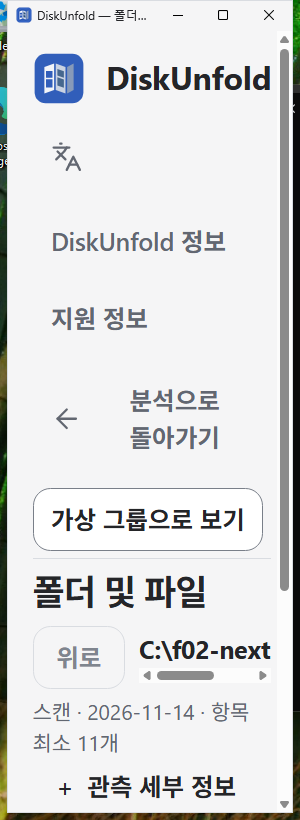 DiskUnfold — 폴더...
DiskUnfold
DiskUnfold 정보
지원 정보
분석으로
돌아가기
가상 그룹으로 보기
폴더 및 파일
위로
C:\f02-next
스캔 · 2026-11-14 · 항목
최소 11개
+ 관측 세부 정보